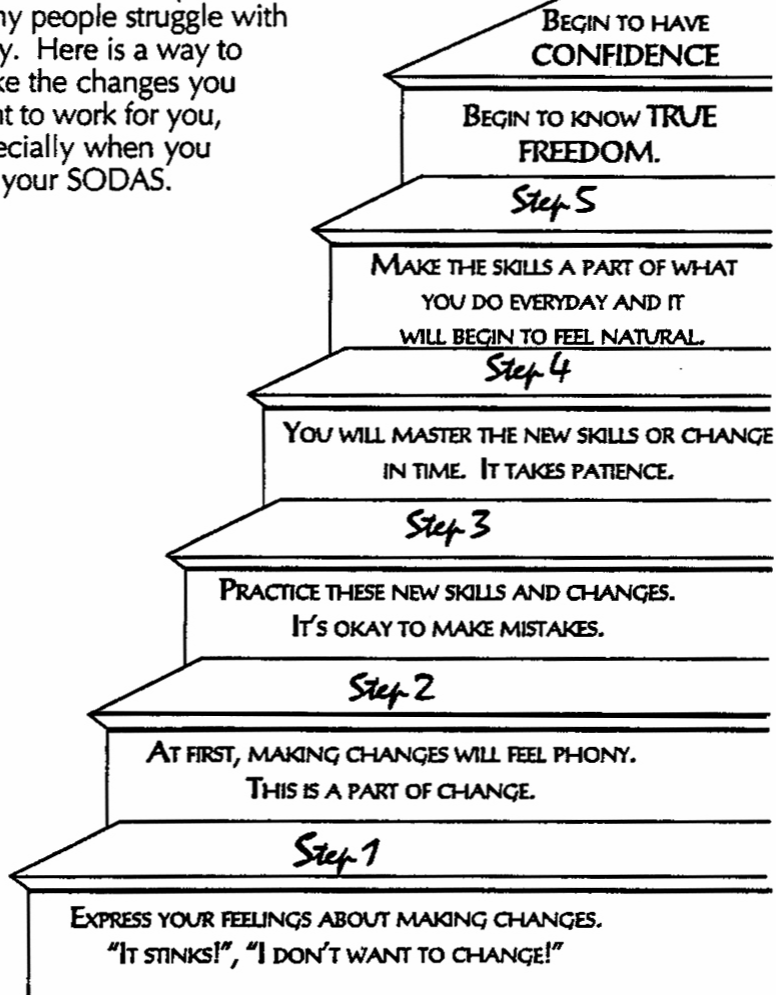 people struggle with
Here is a way to
the changes you
to work for you,
when you
your SODAS.
BEGIN TO HAVE
CONFIDENCE
BEGIN TO KNOW TRUE
FREEDOM.
Step 5
MAKE THE SKILLS A PART OF WHAT
YOU DO EVERYDAY AND IT
WILL BEGIN TO FEEL NATURAL.
Step 4
YOU WILL MASTER THE NEW SKILLS OR CHANGE
IN TIME. IT TAKES PATIENCE.
Step 3
PRACTICE THESE NEW SKILLS AND CHANGES.
IT'S OKAY TO MAKE MISTAKES.
Step 2
AT FIRST, MAKING CHANGES WILL FEEL PHONY.
THIS IS A PART OF CHANGE.
Step 1
EXPRESS YOUR FEELINGS ABOUT MAKING CHANGES.
"IT STINKS!", "I DON'T WANT TO CHANGE!"